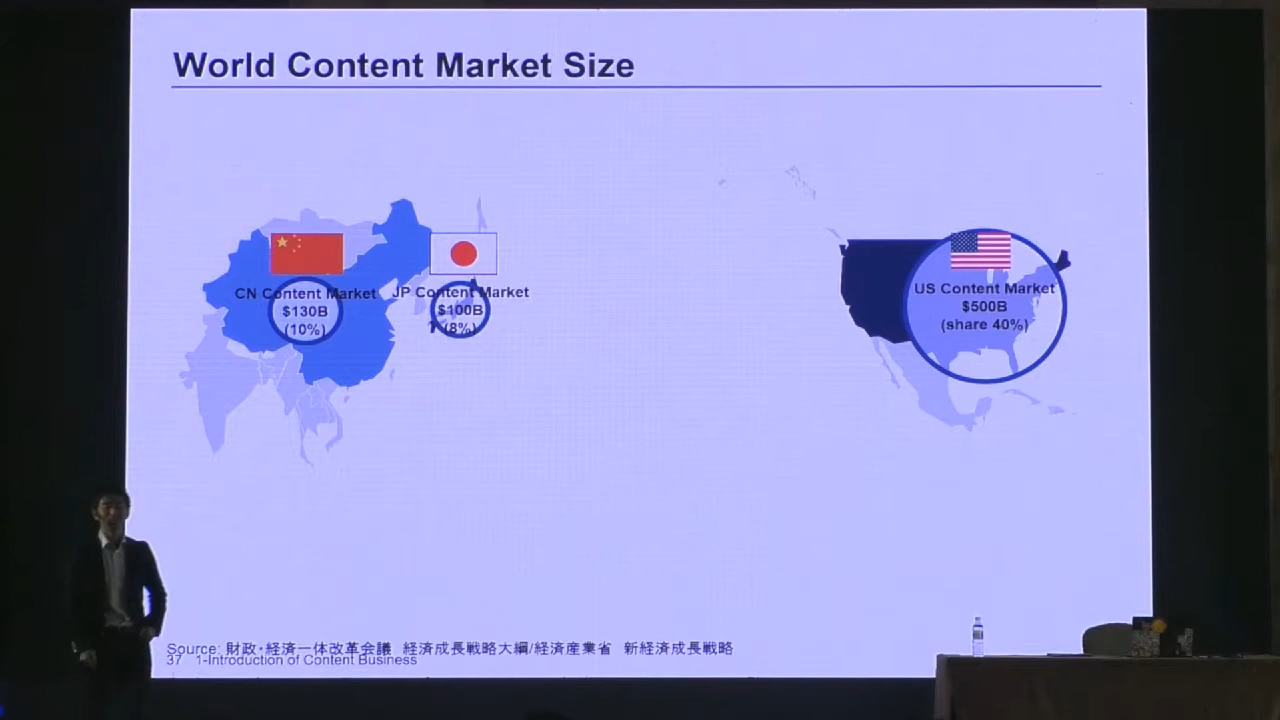 World Content Market Size
CN Content Market
$130B
(10%)
JP Content Market
$100B
(8%)
US Content Market
$500B
(share 40%)
Source: 財政・経済一体改革会議 経済成長戦略大綱/経済産業省 新経済成長戦略
37 1-Introduction of Content Business